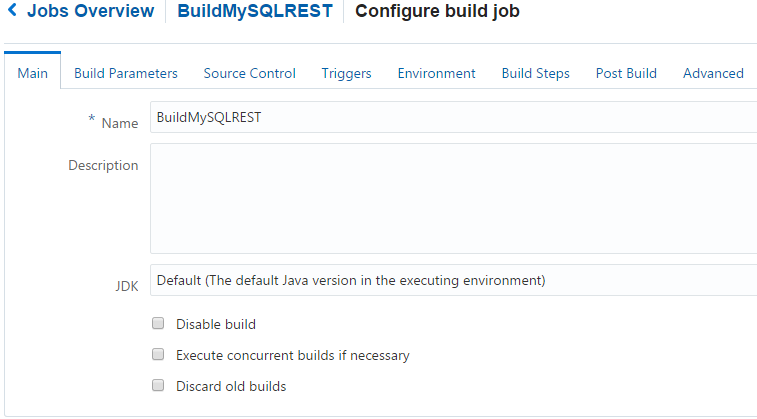 Jobs Overview BuildMySQLREST Configure build job
Main Build Parameters Source Control Triggers Environment Build Steps Post Build Advanced
* Name BuildMySQLREST
Description
JDK Default (The default Java version in the executing environment)
Disable build
Execute concurrent builds if necessary
Discard old builds